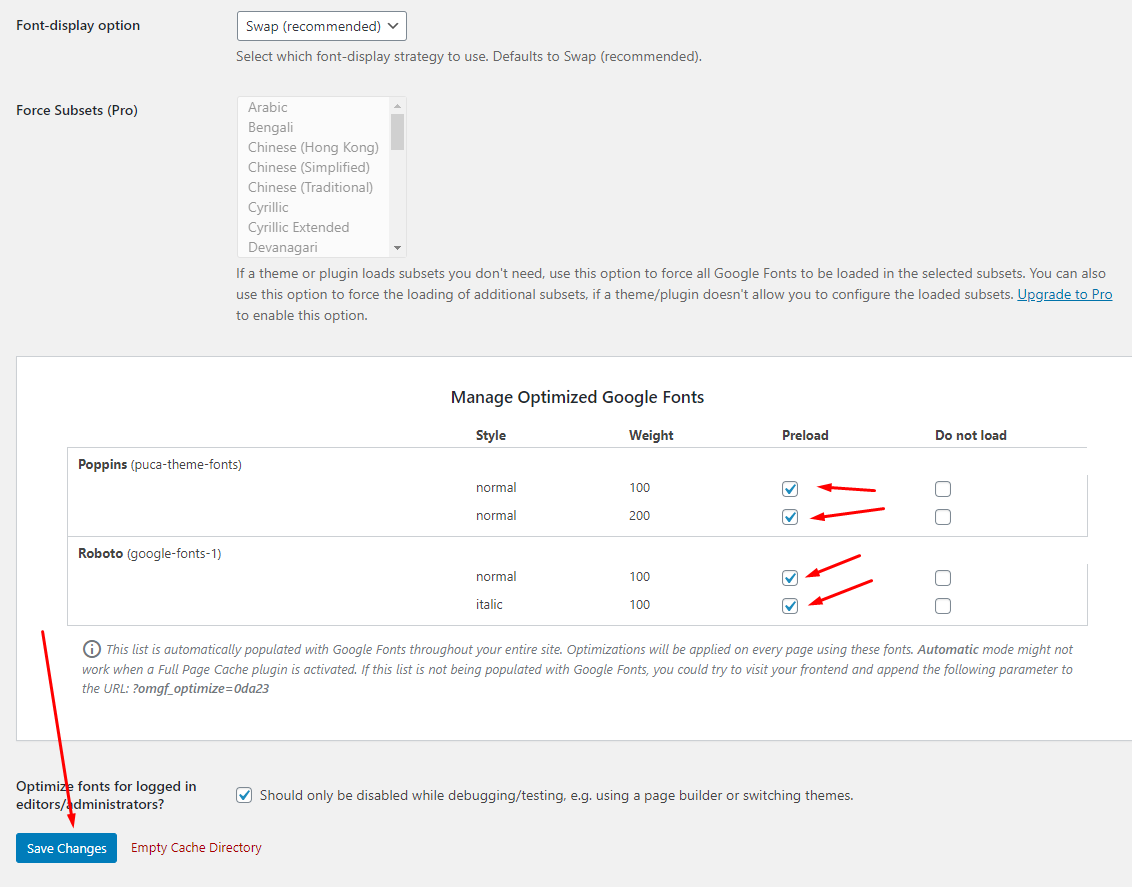 Font-display option
Swap (recommended)
Select which font-display strategy to use. Defaults to Swap (recommended).
Force Subsets (Pro)
Arabic
Bengali
Chinese (Hong Kong)
Chinese (Simplified)
Chinese (Traditional)
Cyrillic
Cyrillic Extended
Devanagari
If a theme or plugin loads subsets you don't need, use this option to force all Google Fonts to be loaded in the selected subsets. You can also
use this option to force the loading of additional subsets, if a theme/plugin doesn't allow you to configure the loaded subsets. Upgrade to Pro
to enable this option.
Manage Optimized Google Fonts
Style Weight Preload Do not load
Poppins (puca-theme-fonts)
normal 100
normal 200
Roboto (google-fonts-1)
normal 100
italic 100
This list is automatically populated with Google Fonts throughout your entire site. Optimizations will be applied on every page using these fonts. Automatic mode might not
work when a Full Page Cache plugin is activated. If this list is not being populated with Google Fonts, you could try to visit your frontend and append the following parameter to
the URL: ?omgf_optimize=0da23
Optimize fonts for logged in
editors/administrators?
Should only be disabled while debugging/testing, e.g. using a page builder or switching themes.
Save Changes Empty Cache Directory